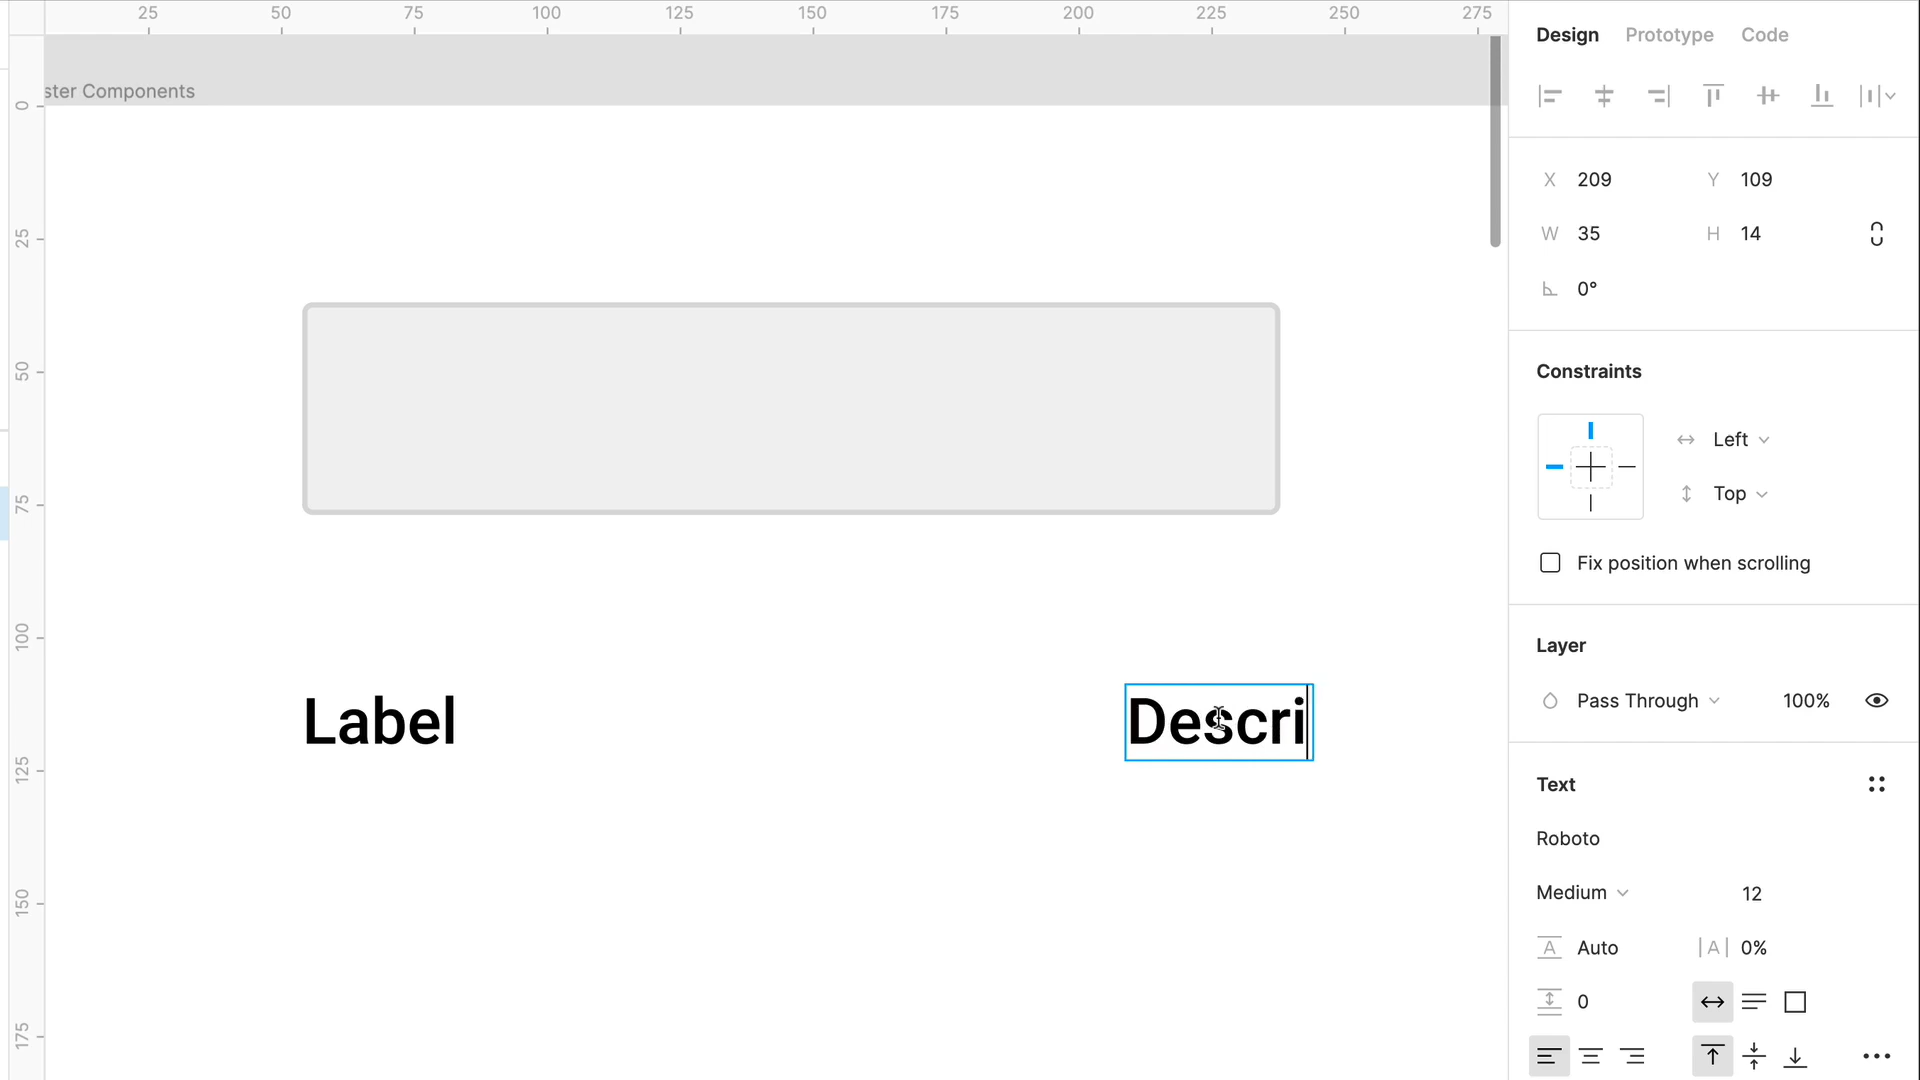 25 50 75 100 125 150 175 200 225 250 275
ster Components
0
25
50
75
100
125
150
175
Label
Descri
Design Prototype Code
X 209 Y 109
W 35 H 14
0°
Constraints
Left
Top
Fix position when scrolling
Layer
Pass Through 100%
Text
Roboto
Medium 12
A Auto |A| 0%
0